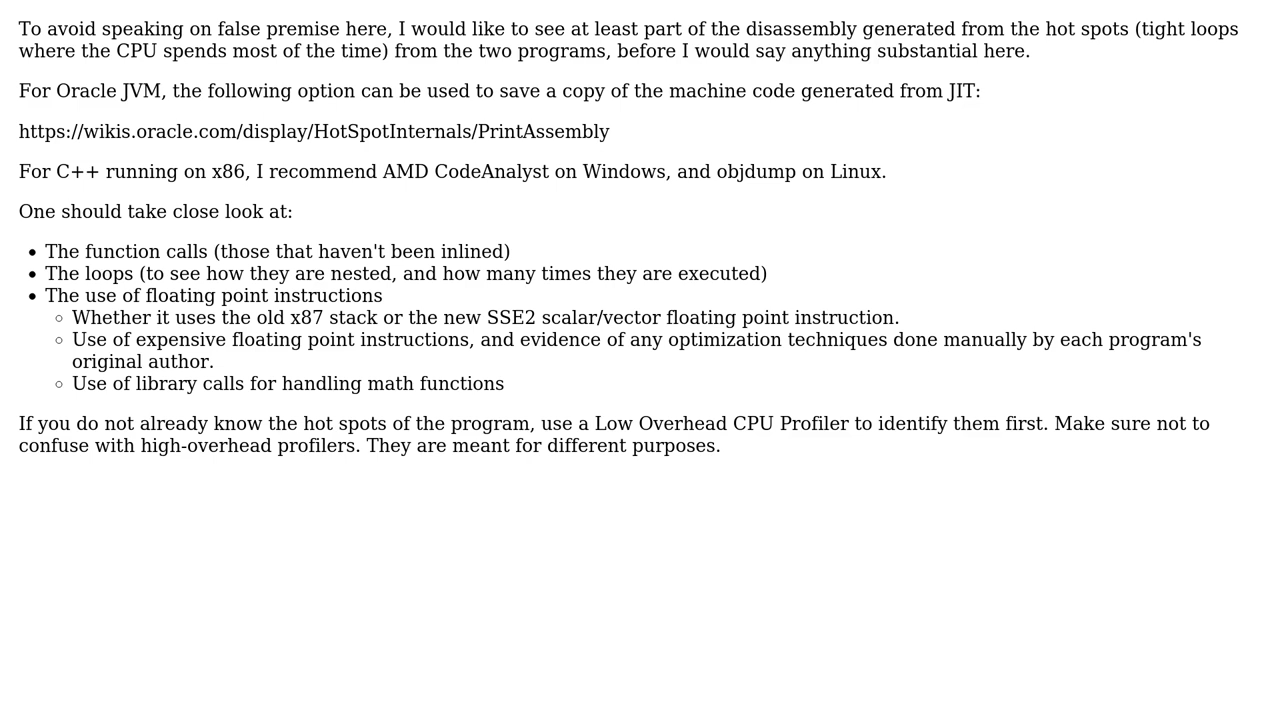 To avoid speaking on false premise here, I would like to see at least part of the disassembly generated from the hot spots (tight loops
where the CPU spends most of the time) from the two programs, before I would say anything substantial here.
For Oracle JVM, the following option can be used to save a copy of the machine code generated from JIT:
https://wikis.oracle.com/display/HotSpotInternals/PrintAssembly
For C++ running on x86, I recommend AMD CodeAnalyst on Windows, and objdump on Linux.
One should take close look at:
• The function calls (those that haven't been inlined)
• The loops (to see how they are nested, and how many times they are executed)
• The use of floating point instructions
◦ Whether it uses the old x87 stack or the new SSE2 scalar/vector floating point instruction.
◦ Use of expensive floating point instructions, and evidence of any optimization techniques done manually by each program's
original author.
◦ Use of library calls for handling math functions
If you do not already know the hot spots of the program, use a Low Overhead CPU Profiler to identify them first. Make sure not to
confuse with high-overhead profilers. They are meant for different purposes.